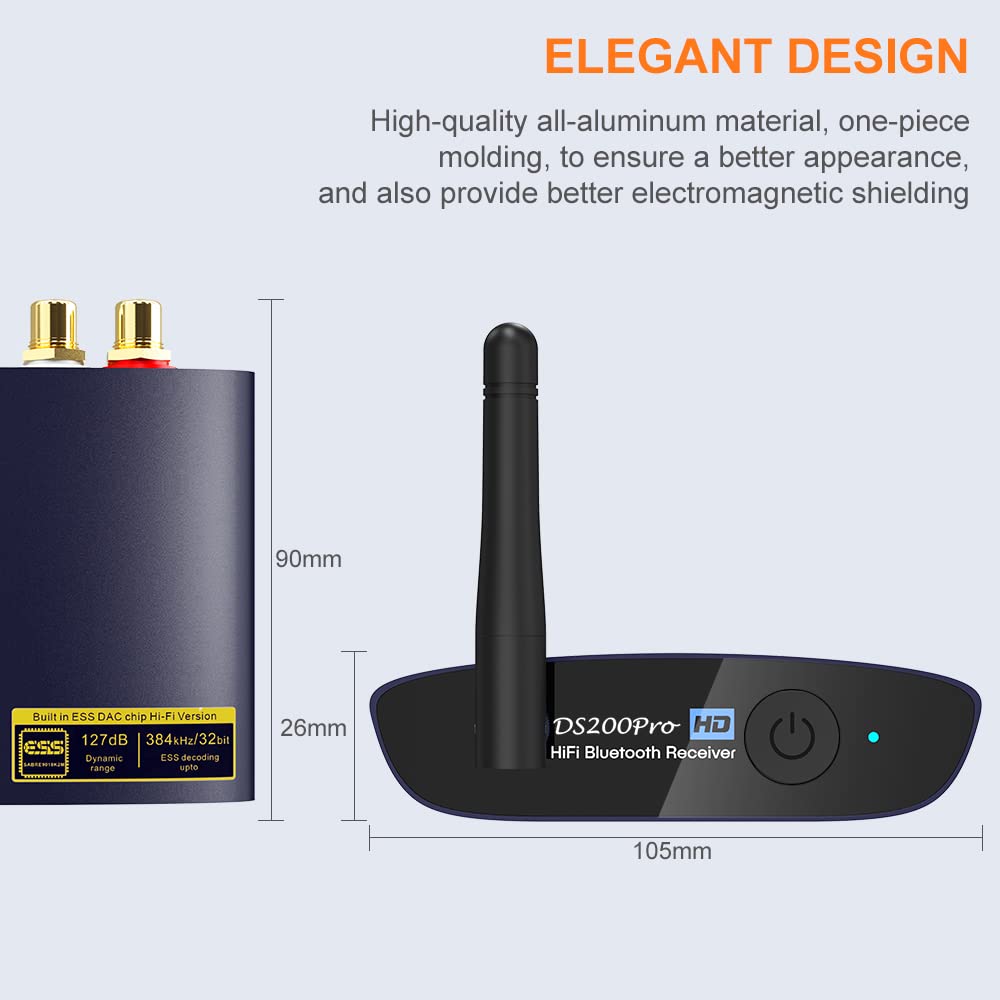 ELEGANT DESIGN
High-quality all-aluminum material, one-piece
molding, to ensure a better appearance,
and also provide better electromagnetic shielding
90mm
26mm
105mm
Built in ESS DAC chip Hi-Fi Version
ESS
SABRE9018K2M
127dB
Dynamic
range
384kHz/32bit
ESS decoding
upto
DS200Pro HD
HiFi Bluetooth Receiver